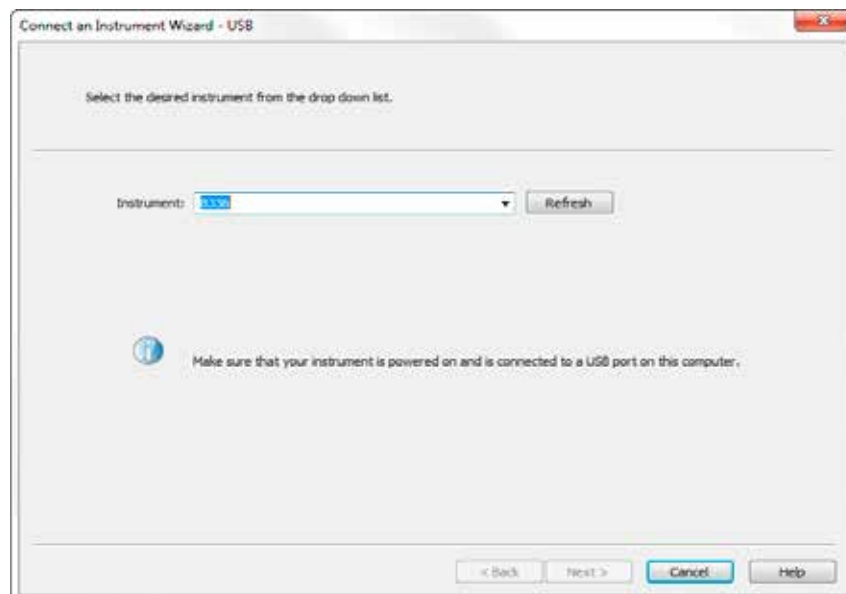 Connect an Instrument Wizard - USB
Select the desired instrument from the drop down list.
Instrument:
Refresh
Make sure that your instrument is powered on and is connected to a USB port on this computer.
< Back Next > Cancel Help